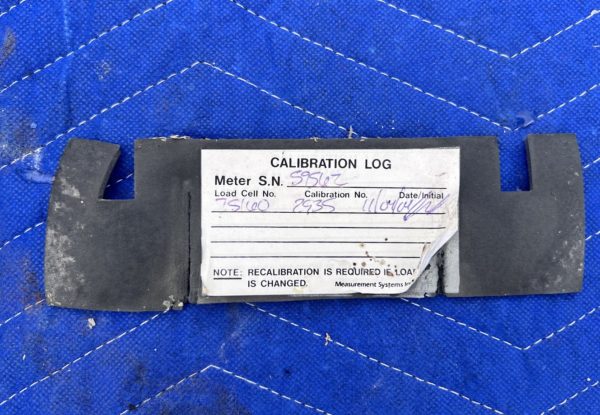 CALIBRATION LOG
Meter S.N. 59562
Load Cell No. Calibration No. Date/Initial
75160 2935
NOTE: RECALIBRATION IS REQUIRED IF
IS CHANGED. Measurement Systems